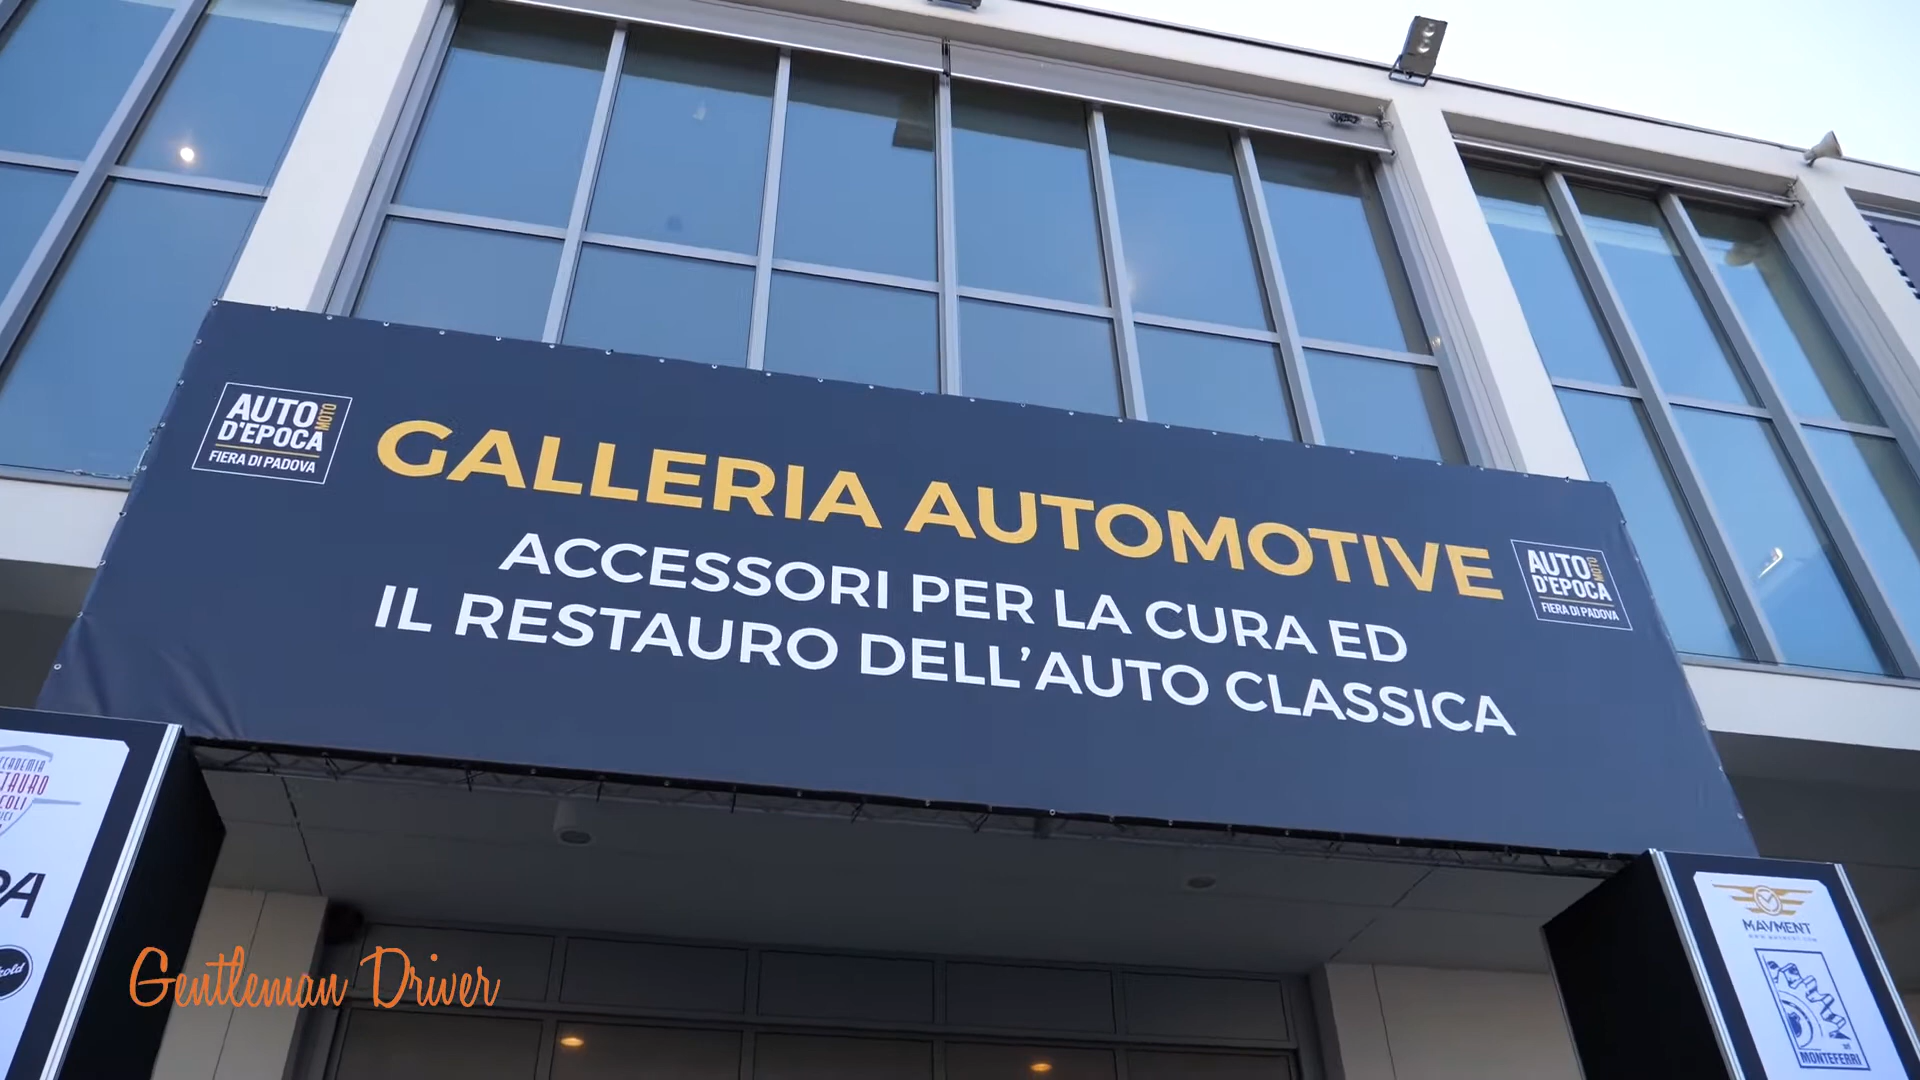 AUTO MOTO
D'EPOCA
FIERA DI PADOVA
GALLERIA AUTOMOTIVE
ACCESSORI PER LA CURA ED
IL RESTAURO DELL'AUTO CLASSICA
AUTO MOTO
D'EPOCA
FIERA DI PADOVA
MAVMENT
MONTEFERRI
Gentleman Driver